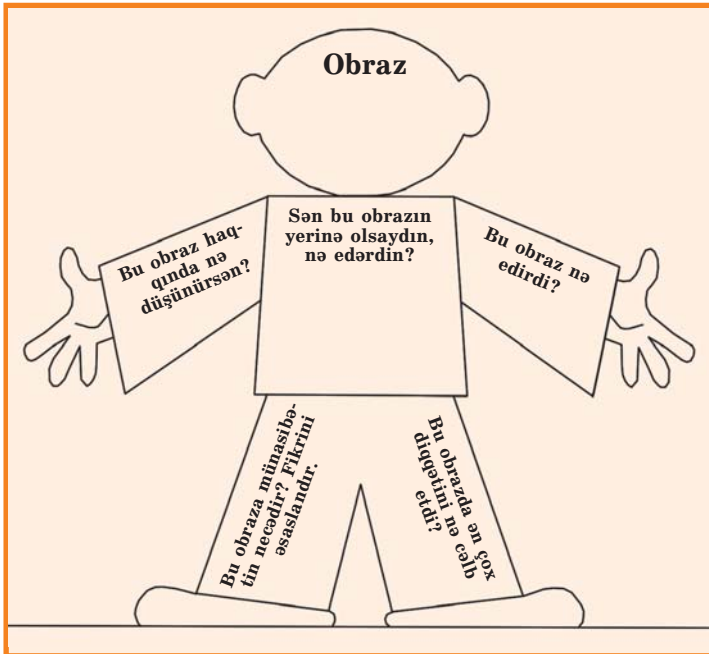 Obraz
Bu obraz haq-
qında nə
düşünürsən?
Sən bu obrazın
yerinə olsaydın,
nə edərdin?
Bu obraz nə
edirdi?
Bu obraza münasibə-
tin necədir? Fikrini
əsaslandır.
Bu obrazda ən çox
diqqətini nə cəlb
etdi?